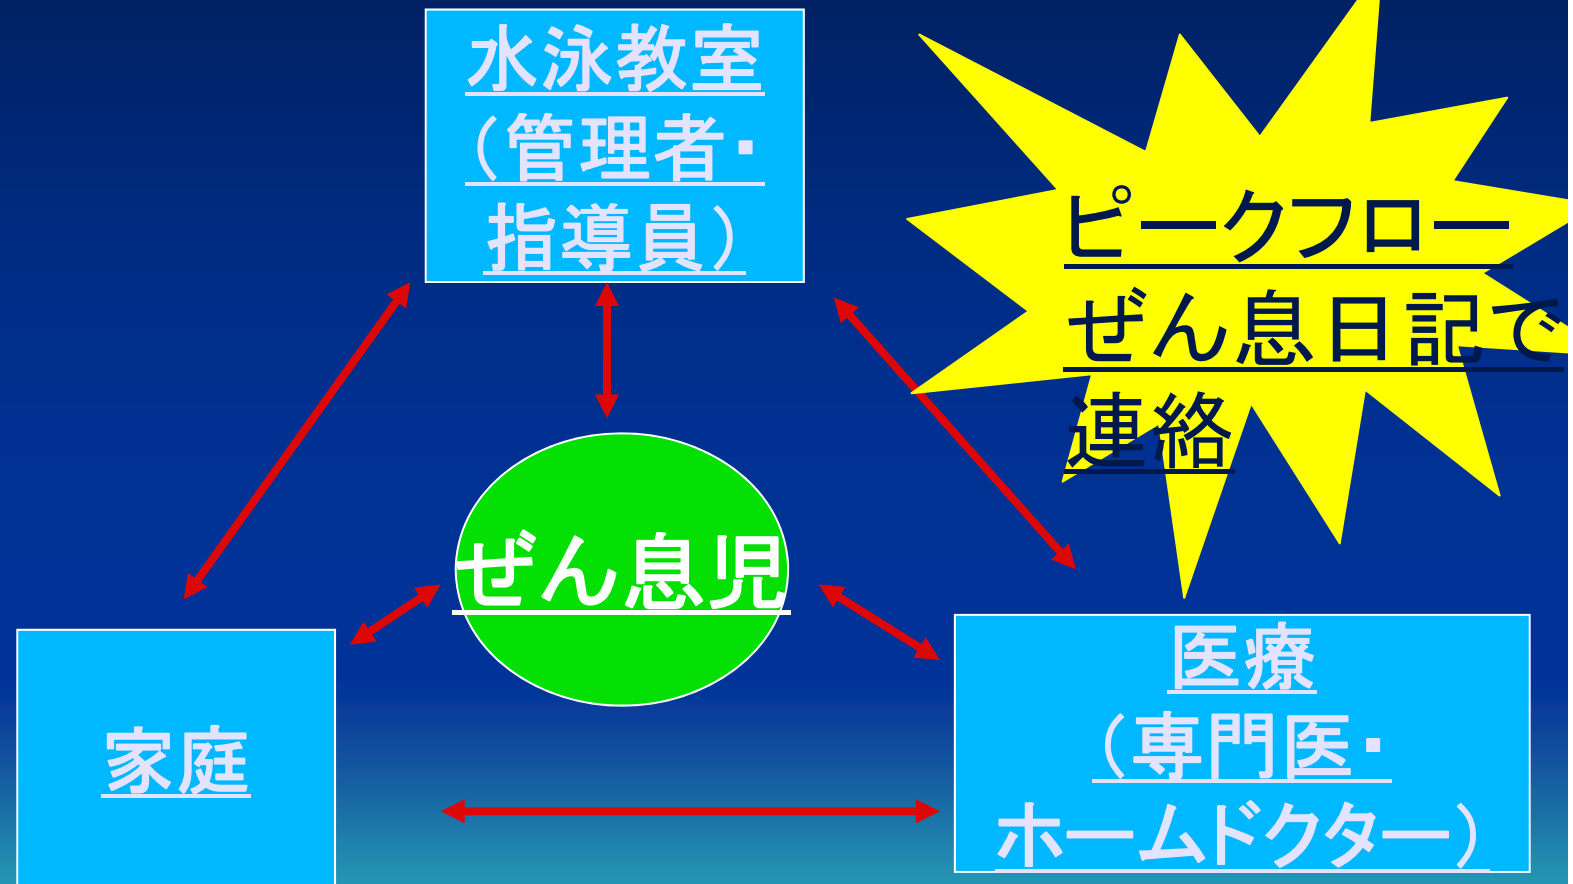 水泳教室
（管理者・
指導員）
ピークフロー
ぜん息日記で
連絡
ぜん息児
家庭
医療
（専門医・
ホームドクター）